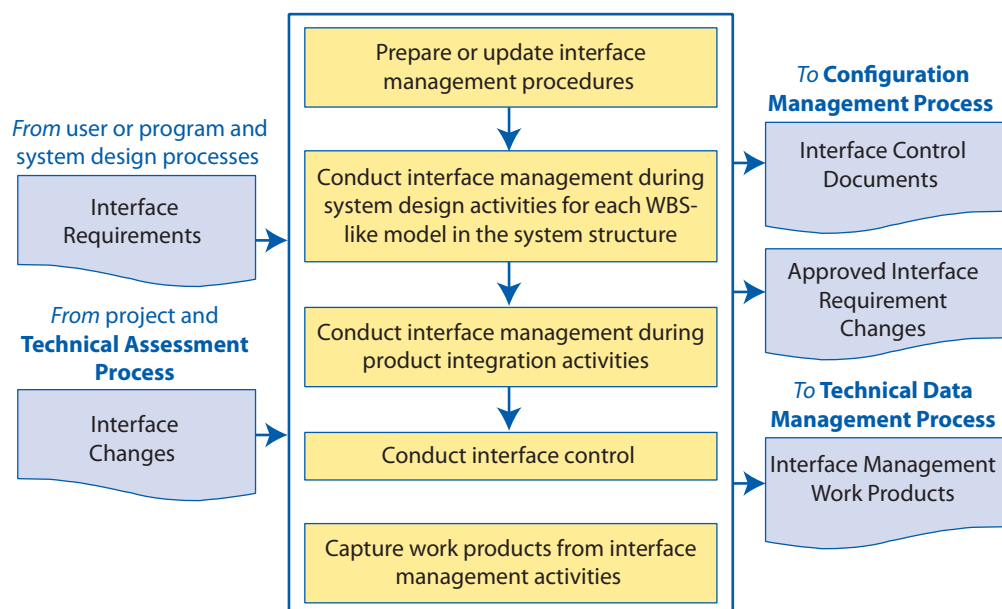 From user or program and
system design processes
Interface
Requirements
From project and
Technical Assessment
Process
Interface
Changes
Prepare or update interface
management procedures
Conduct interface management during
system design activities for each WBS-
like model in the system structure
Conduct interface management during
product integration activities
Conduct interface control
Capture work products from interface
management activities
To Configuration
Management Process
Interface Control
Documents
Approved Interface
Requirement
Changes
To Technical Data
Management Process
Interface Management
Work Products